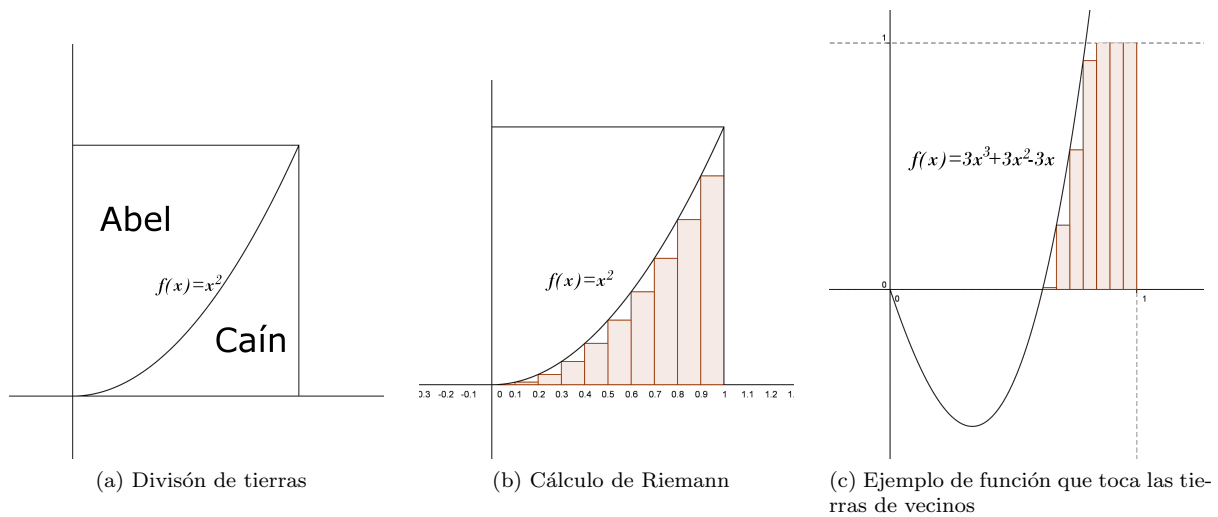 Abel
f(x)=x²
Caín
(a) Divisón de tierras
f(x)=x²
0.3 -0.2 -0.1 0 0.1 0.2 0.3 0.4 0.5 0.6 0.7 0.8 0.9 1 1.1 1.2 1.
(b) Cálculo de Riemann
1
f(x)=3x³+3x²-3x
0
0
1
(c) Ejemplo de función que toca las tie-
rras de vecinos